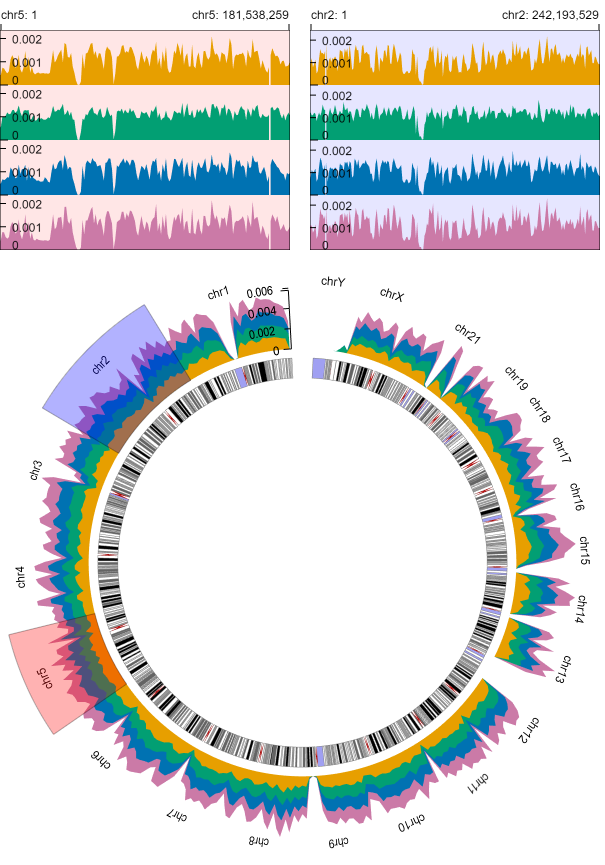 chr5: 1 chr5: 181,538,259 chr2: 1 chr2: 242,193,529
0.002 0.002
0.001 0.001
0 0
0.002 0.002
0.001 0.001
0 0
0.002 0.002
0.001 0.001
0 0
0.002 0.002
0.001 0.001
0 0
chrY
chr1 0.006 chrX
0.004
0.002
0
chr21
chr2
chr19
chr18
chr17
chr3
chr16
chr15
chr4
chr14
chr13
chr5
chr12
chr6
chr11
chr7
chr10
chr8
chr9